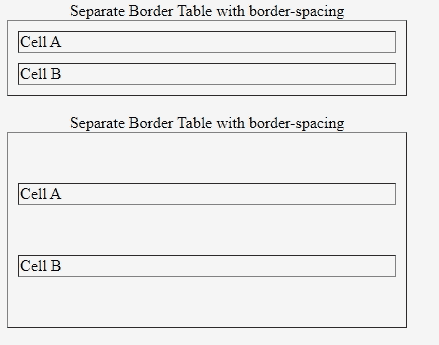 Separate Border Table with border-spacing
Cell A
Cell B
Separate Border Table with border-spacing
Cell A
Cell B